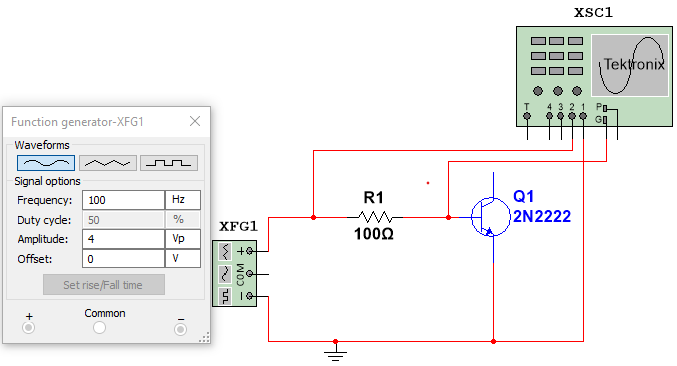 XSC1
Tektronix
T 4 3 2 1 P
G
Function generator-XFG1
Waveforms
Signal options
Frequency: 100 Hz
Duty cycle: 50 %
Amplitude: 4 Vp
Offset: 0 V
Set rise/Fall time
+ Common −
XFG1
+
COM
−
R1
100Ω
Q1
2N2222